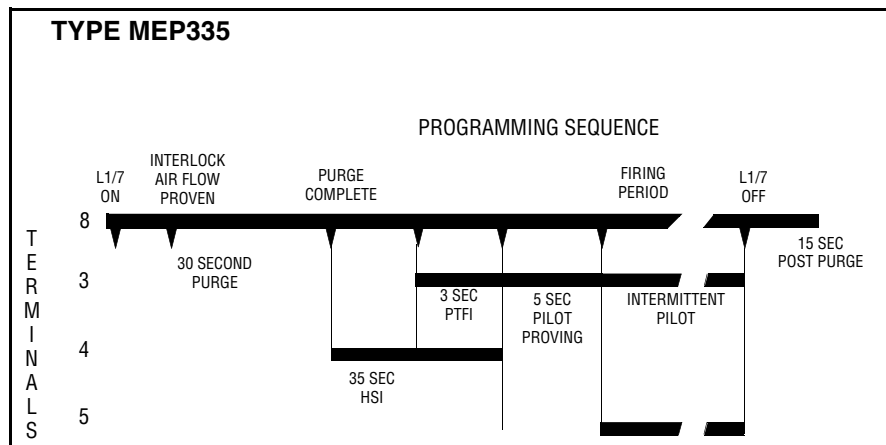 TYPE MEP335
PROGRAMMING SEQUENCE
L1/7
ON
INTERLOCK
AIR FLOW
PROVEN
PURGE
COMPLETE
FIRING
PERIOD
L1/7
OFF
8
30 SECOND
PURGE
15 SEC
POST PURGE
3
3 SEC
PTFI
5 SEC
PILOT
PROVING
INTERMITTENT
PILOT
4
35 SEC
HSI
5
TERMINALS